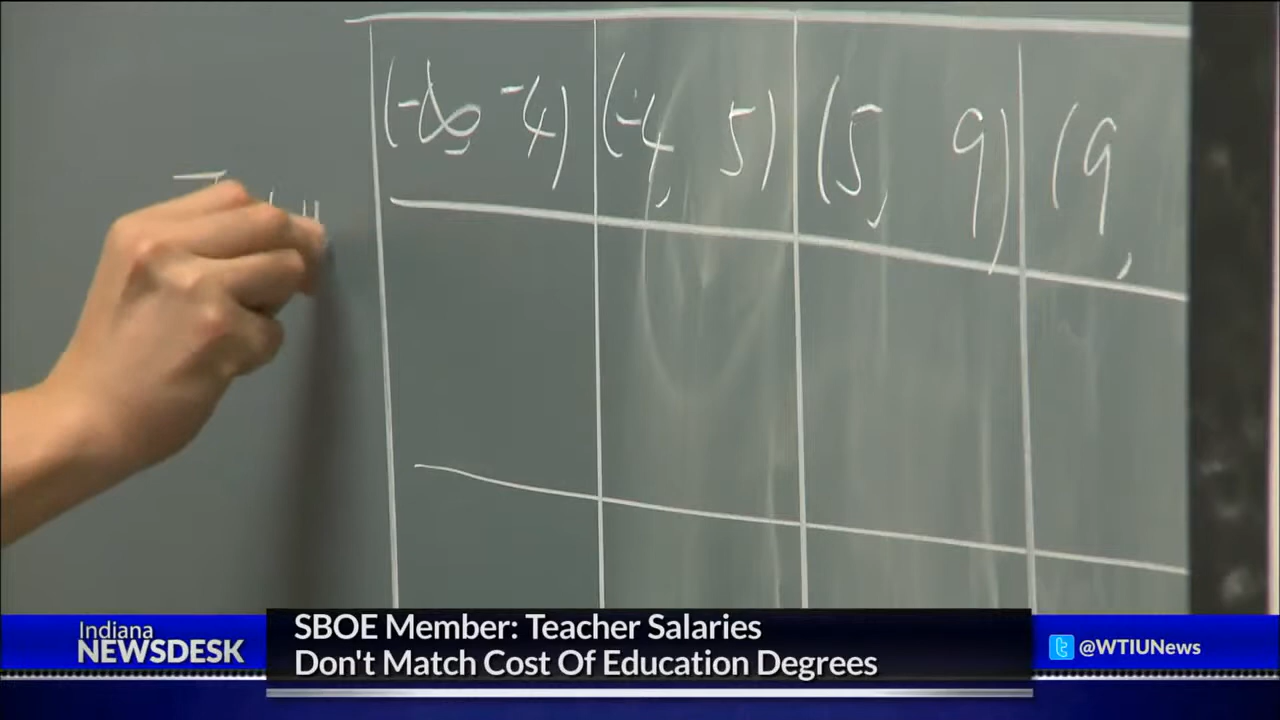 (-∞, -4) (-4, 5) (5, 9) (9,
Indiana
NEWSDESK
SBOE Member: Teacher Salaries
Don't Match Cost Of Education Degrees
@WTIUNews